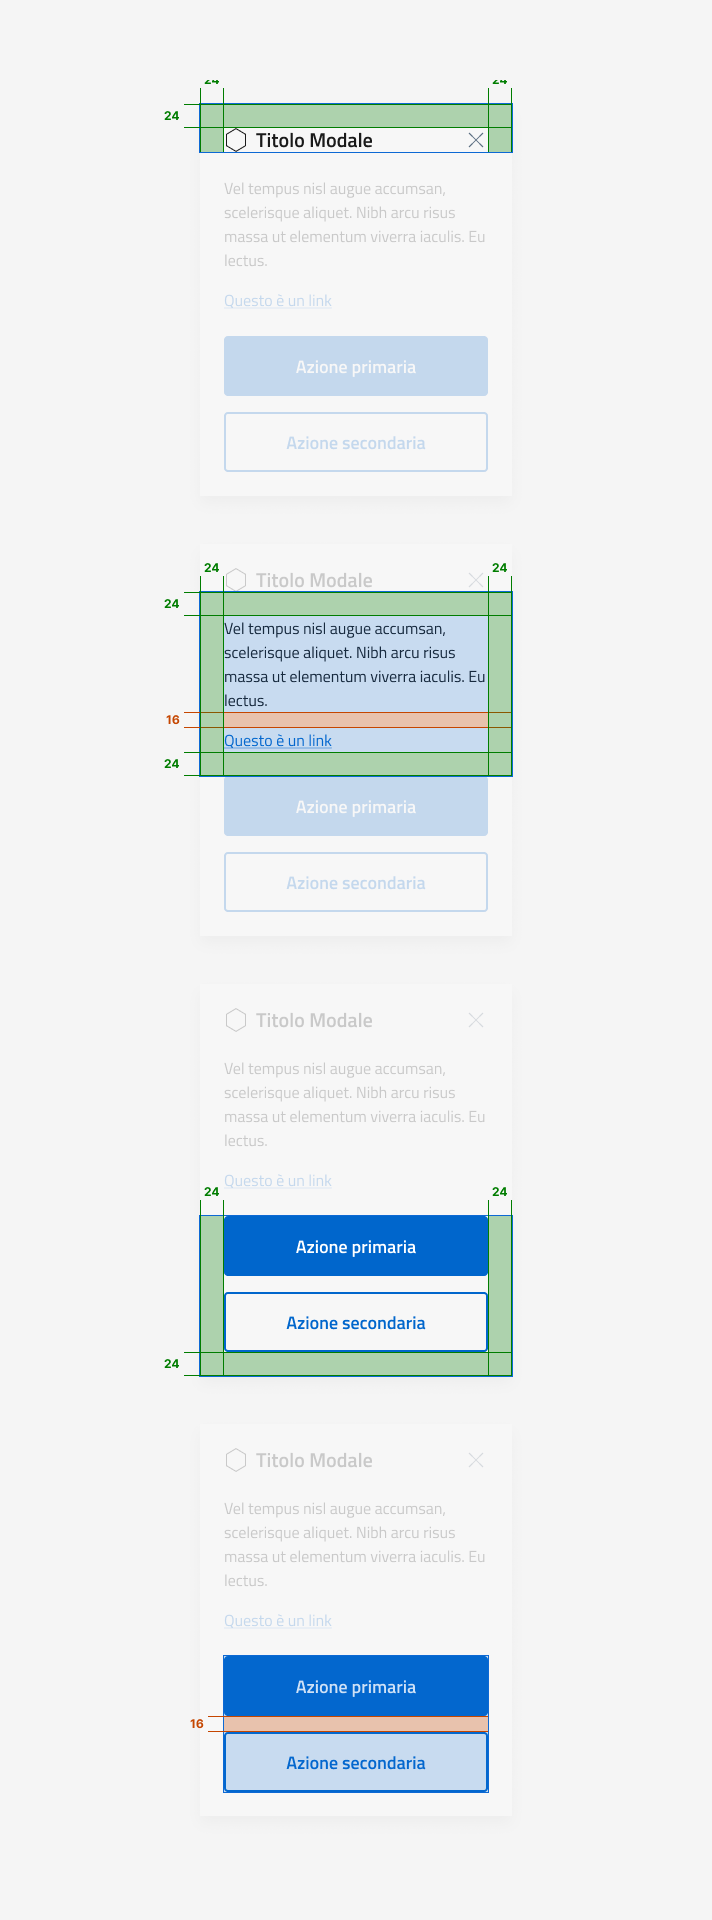 24 24
24
Titolo Modale
Vel tempus nisl augue accumsan,
scelerisque aliquet. Nibh arcu risus
massa ut elementum viverra iaculis. Eu
lectus.
Questo è un link
Azione primaria
Azione secondaria
24 Titolo Modale 24
24
Vel tempus nisl augue accumsan,
scelerisque aliquet. Nibh arcu risus
massa ut elementum viverra iaculis. Eu
lectus.
16
Questo è un link
24
Azione primaria
Azione secondaria
Titolo Modale
Vel tempus nisl augue accumsan,
scelerisque aliquet. Nibh arcu risus
massa ut elementum viverra iaculis. Eu
lectus.
Questo è un link
24 24
Azione primaria
Azione secondaria
24
Titolo Modale
Vel tempus nisl augue accumsan,
scelerisque aliquet. Nibh arcu risus
massa ut elementum viverra iaculis. Eu
lectus.
Questo è un link
Azione primaria
16
Azione secondaria